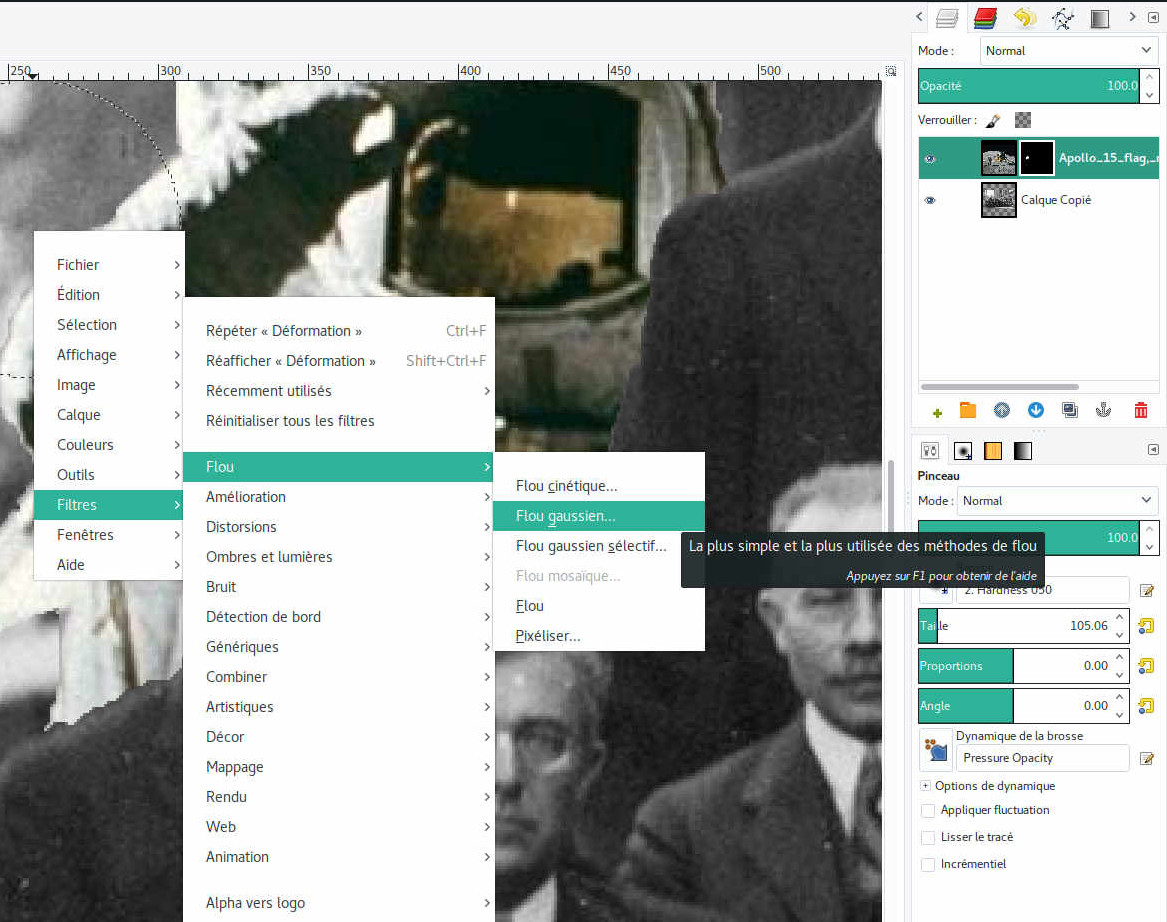 250
300
350
400
450
500
Fichier
Édition
Sélection
Affichage
Image
Calque
Couleurs
Outils
Filtres
Fenêtres
Aide
Répéter « Déformation » Ctrl+F
Réafficher « Déformation » Shift+Ctrl+F
Récemment utilisés
Réinitialiser tous les filtres
Flou
Amélioration
Distorsions
Ombres et lumières
Bruit
Détection de bord
Génériques
Combiner
Artistiques
Décor
Mappage
Rendu
Web
Animation
Alpha vers logo
Flou cinétique...
Flou gaussien...
Flou gaussien sélectif...
Flou mosaïque...
Flou
Pixéliser...
La plus simple et la plus utilisée des méthodes de flou
Appuyez sur F1 pour obtenir de l'aide
Mode : Normal
Opacité 100.0
Verrouiller :
Apollo_15_flag,_
Calque Copié
Pinceau
Mode : Normal
100.0
2. Hardness 050
Taille 105.06
Proportions 0.00
Angle 0.00
Dynamique de la brosse
Pressure Opacity
Options de dynamique
Appliquer fluctuation
Lisser le tracé
Incrémentiel